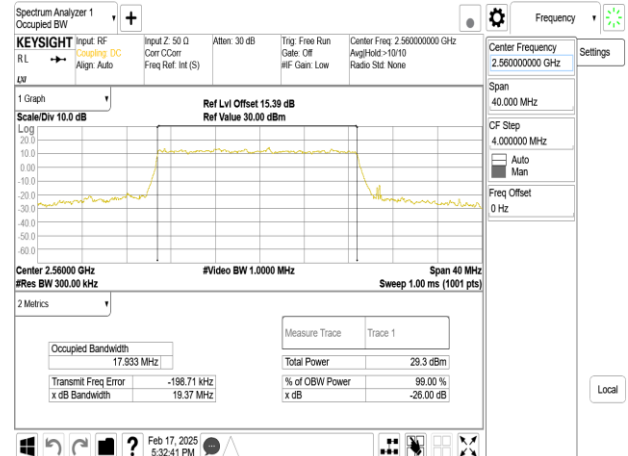 Spectrum Analyzer 1
Occupied BW
KEYSIGHT
RL
LXI
Input: RF
Coupling: DC
Align: Auto
Input Z: 50 Ω
Corr CCorr
Freq Ref: Int (S)
Atten: 30 dB
Trig: Free Run
Gate: Off
#IF Gain: Low
Center Freq: 2.560000000 GHz
Avg|Hold:>10/10
Radio Std: None
Frequency
Settings
Center Frequency
2.560000000 GHz
Span
40.000 MHz
CF Step
4.000000 MHz
Auto
Man
Freq Offset
0 Hz
Local
1 Graph
Scale/Div 10.0 dB
Ref Lvl Offset 15.39 dB
Ref Value 30.00 dBm
Log
20.0
10.0
0.00
-10.0
-20.0
-30.0
-40.0
-50.0
-60.0
Center 2.56000 GHz
#Video BW 1.0000 MHz
Span 40 MHz
#Res BW 300.00 kHz
Sweep 1.00 ms (1001 pts)
2 Metrics
Measure Trace
Trace 1
Occupied Bandwidth
17.933 MHz
Total Power
29.3 dBm
Transmit Freq Error
-198.71 kHz
% of OBW Power
99.00 %
x dB Bandwidth
19.37 MHz
x dB
-26.00 dB
?
Feb 17, 2025
5:32:41 PM